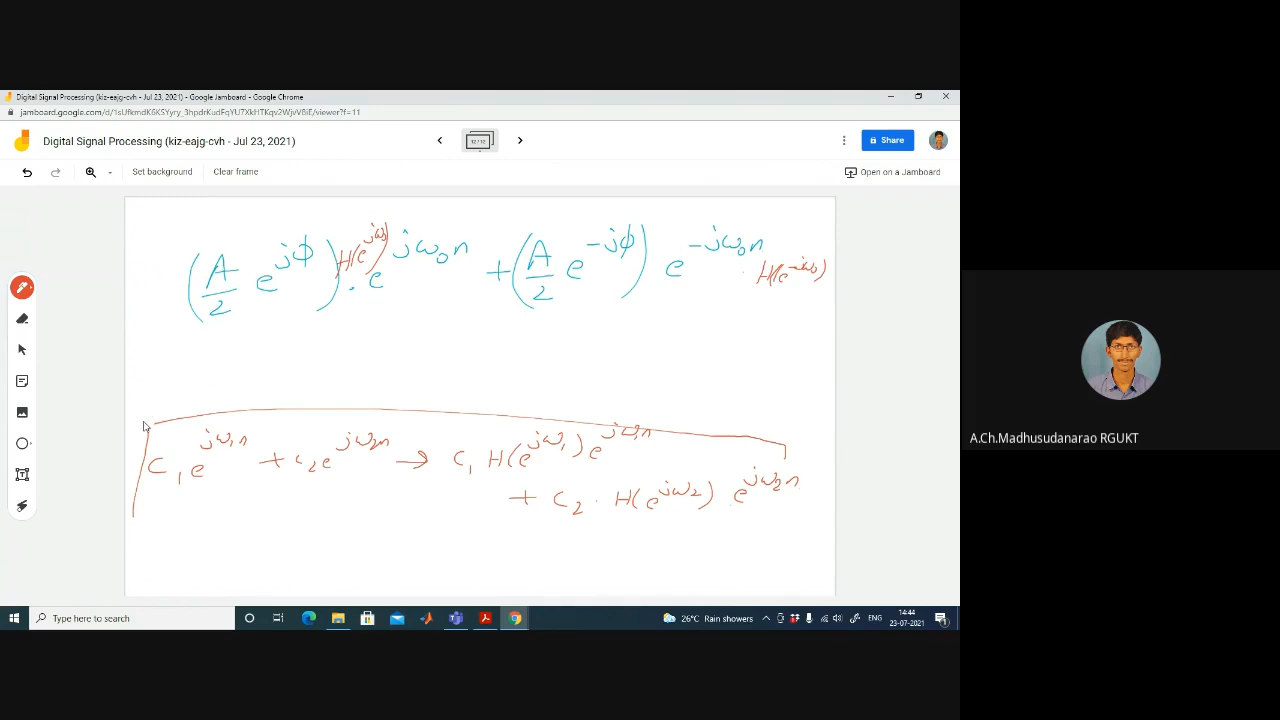 Digital Signal Processing (kiz-eajg-cvh - Jul 23, 2021) - Google Jamboard - Google Chrome
Digital Signal Processing (kiz-eajg-cvh - Jul 23, 2021)
12/12
Share
Set background
Clear frame
Open on a Jamboard
(A/2 e^{jφ}) H(e^{jω0}) . e^{jω0n} + (A/2 e^{-jφ}) e^{-jω0n} . H(e^{-jω0})
C1 e^{jω1n} + C2 e^{jω2n} → C1 H(e^{jω1}) e^{jω1n}
+ C2 . H(e^{jω2}) e^{jω2n}
A.Ch.Madhusudanarao RGUKT
Type here to search
26°C Rain showers
ENG
14:44
23-07-2021